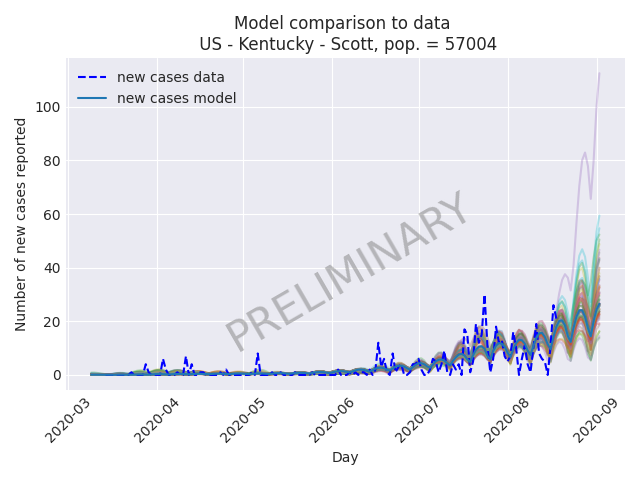 Model comparison to data
US - Kentucky - Scott, pop. = 57004
new cases data
new cases model
PRELIMINARY
Number of new cases reported
100
80
60
40
20
0
2020-03
2020-04
2020-05
2020-06
2020-07
2020-08
2020-09
Day